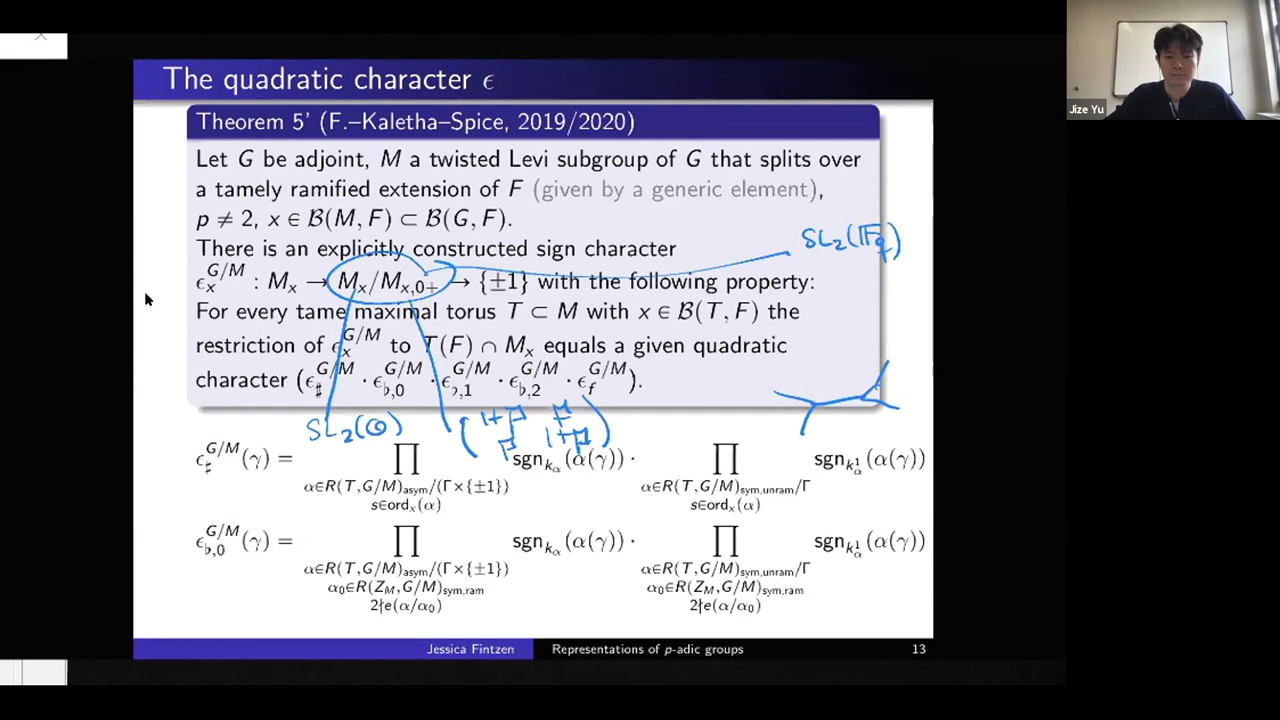 The quadratic character ϵ
Theorem 5' (F.–Kaletha–Spice, 2019/2020)
Let G be adjoint, M a twisted Levi subgroup of G that splits over
a tamely ramified extension of F (given by a generic element),
p ≠ 2, x ∈ B(M, F) ⊂ B(G, F).
There is an explicitly constructed sign character
ϵ_x^{G/M} : M_x → M_x/M_{x,0+} → {±1} with the following property:
For every tame maximal torus T ⊂ M with x ∈ B(T, F) the
restriction of ϵ_x^{G/M} to T(F) ∩ M_x equals a given quadratic
character (ϵ_♯^{G/M} · ϵ_{♭,0}^{G/M} · ϵ_{♭,1}^{G/M} · ϵ_{♭,2}^{G/M} · ϵ_f^{G/M}).
SL_2(F_q)
SL_2(O)
(1+p p
p 1+p)
ϵ_♯^{G/M}(γ) = ∏ sgn_{k_α}(α(γ)) · ∏ sgn_{k_α^1}(α(γ))
α∈R(T,G/M)_{asym}/(Γ×{±1}) α∈R(T,G/M)_{sym,unram}/Γ
s∈ord_x(α) s∈ord_x(α)
ϵ_{♭,0}^{G/M}(γ) = ∏ sgn_{k_α}(α(γ)) · ∏ sgn_{k_α^1}(α(γ))
α∈R(T,G/M)_{asym}/(Γ×{±1}) α∈R(T,G/M)_{sym,unram}/Γ
α_0∈R(Z_M,G/M)_{sym,ram} α_0∈R(Z_M,G/M)_{sym,ram}
2∤e(α/α_0) 2∤e(α/α_0)
Jessica Fintzen Representations of p-adic groups 13
Jize Yu